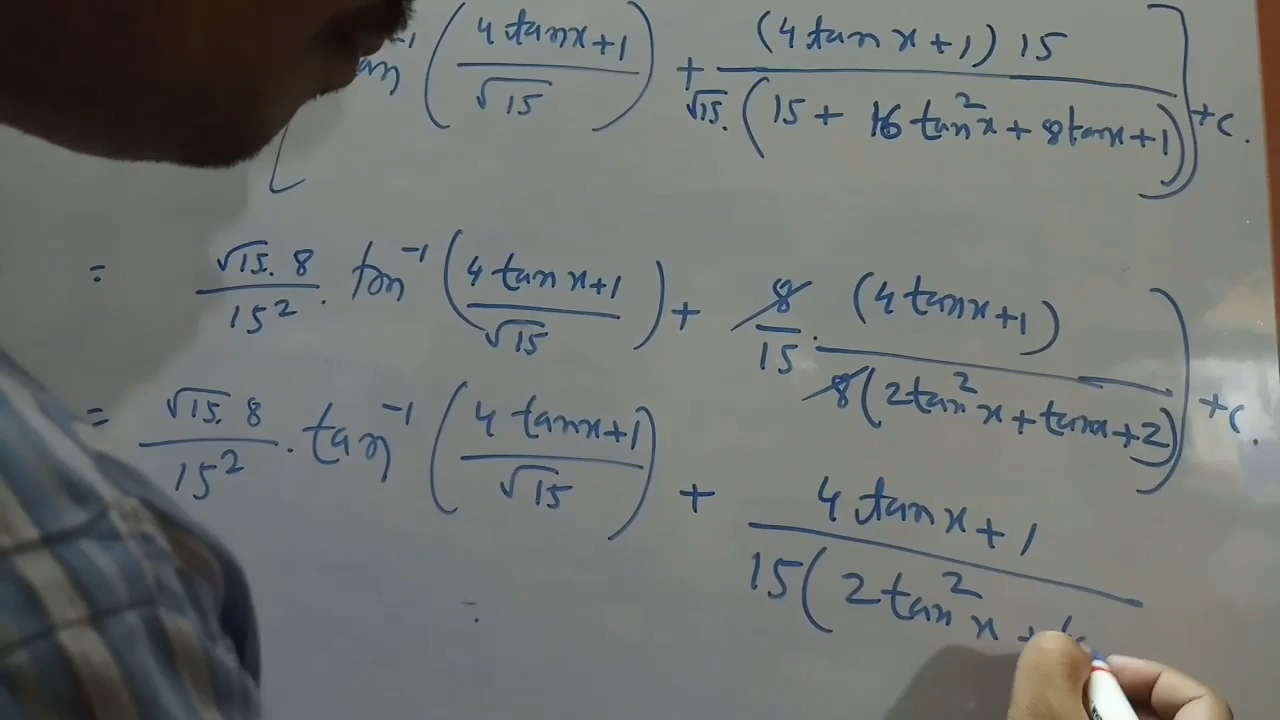 an⁻¹ ( (4 tan x + 1) / √15 ) + (4 tan x + 1) 15 / √15. (15 + 16 tan² x + 8 tan x + 1) ] + c.
= √15. 8 / 15² . tan⁻¹ ( (4 tan x + 1) / √15 ) + 8 / 15 . (4 tan x + 1) / 8 (2 tan² x + tan x + 2) ] + c.
= √15. 8 / 15² . tan⁻¹ ( (4 tan x + 1) / √15 ) + 4 tan x + 1 / 15 ( 2 tan² x +